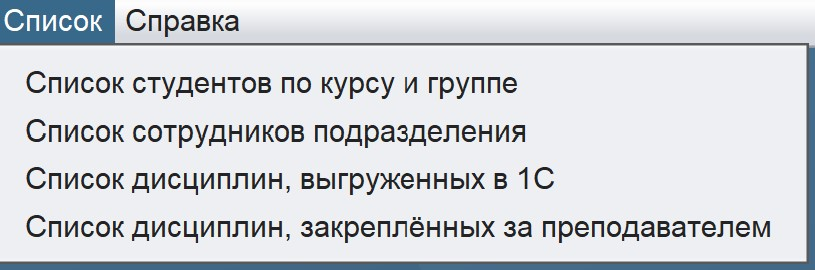 Список Справка
Список студентов по курсу и группе
Список сотрудников подразделения
Список дисциплин, выгруженных в 1С
Список дисциплин, закреплённых за преподавателем